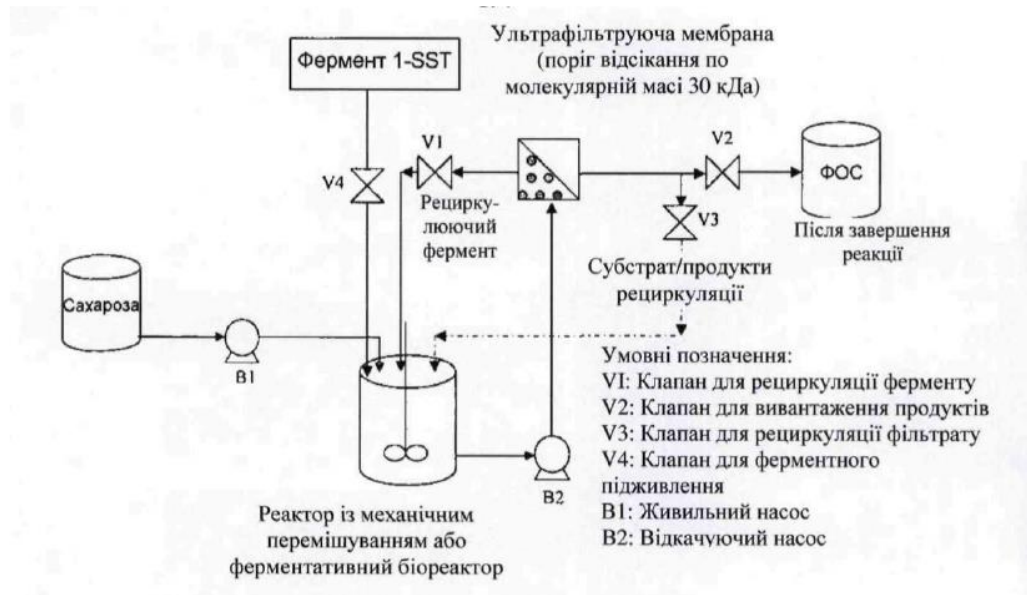 Фермент 1-SST
Ультрафільтруюча мембрана
(поріг відсікання по
молекулярній масі 30 кДа)
V1
V2
V4
ФОС
Рецирку-
люючий
фермент
V3
Після завершення
реакції
Субстрат/продукти
рециркуляції
Сахароза
B1
B2
Умовні позначення:
VI: Клапан для рециркуляції ферменту
V2: Клапан для вивантаження продуктів
V3: Клапан для рециркуляції фільтрату
V4: Клапан для ферментного
підживлення
B1: Живильний насос
B2: Відкачуючий насос
Реактор із механічним
перемішуванням або
ферментативний біореактор